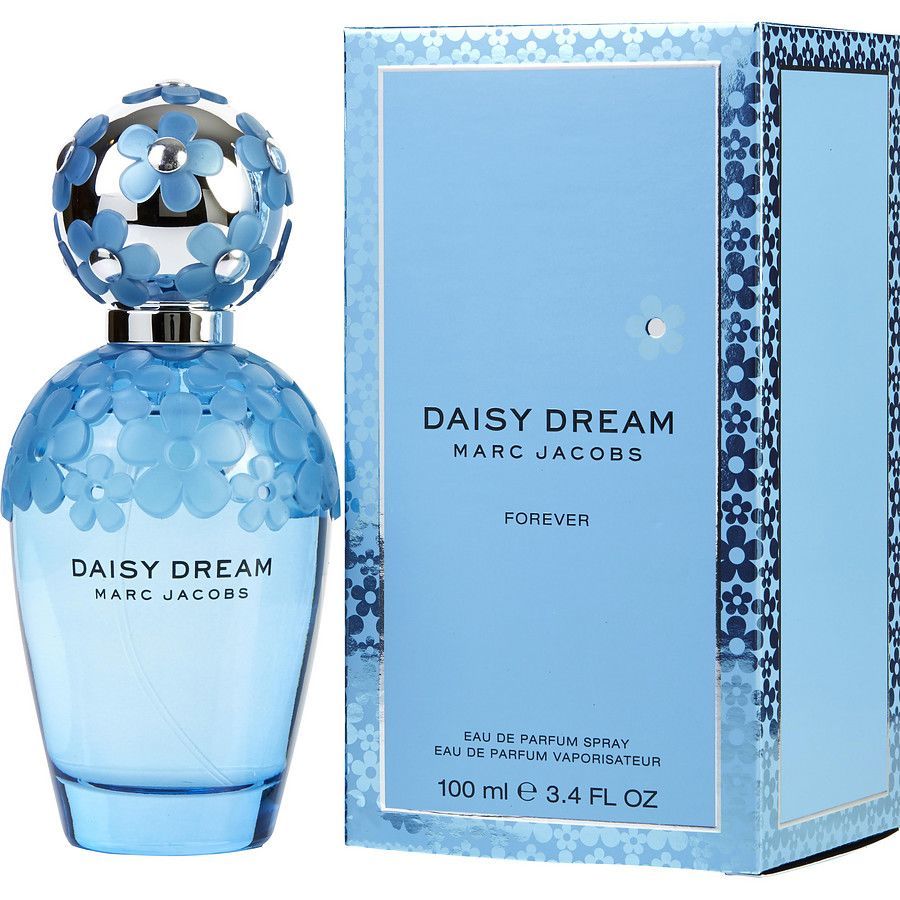 DAISY DREAM
MARC JACOBS
DAISY DREAM
MARC JACOBS
FOREVER
EAU DE PARFUM SPRAY
EAU DE PARFUM VAPORISATEUR
100 ml ℮ 3.4 FL OZ